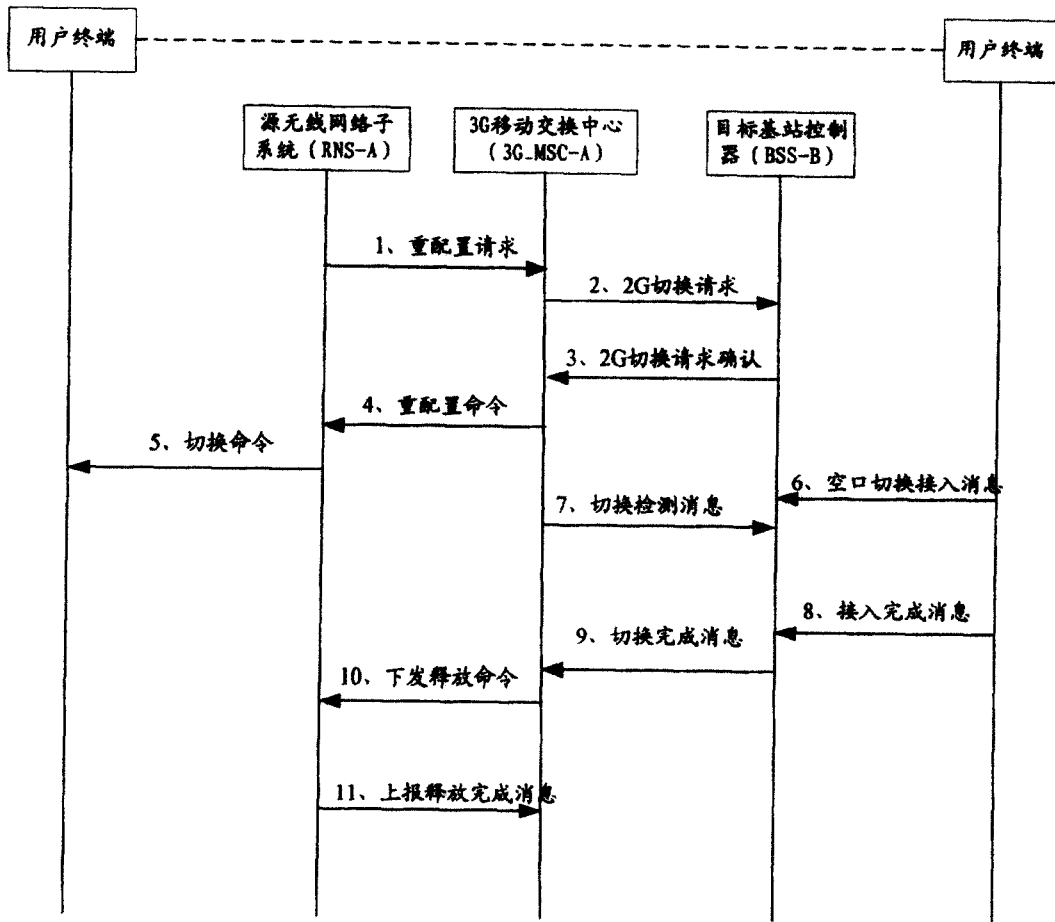 用户终端
用户终端
源无线网络子
系统（RNS-A）
3G移动交换中心
（3G_MSC-A）
目标基站控制
器（BSS-B）
1、重配置请求
2、2G切换请求
3、2G切换请求确认
4、重配置命令
5、切换命令
6、空口切换接入消息
7、切换检测消息
8、接入完成消息
9、切换完成消息
10、下发释放命令
11、上报释放完成消息